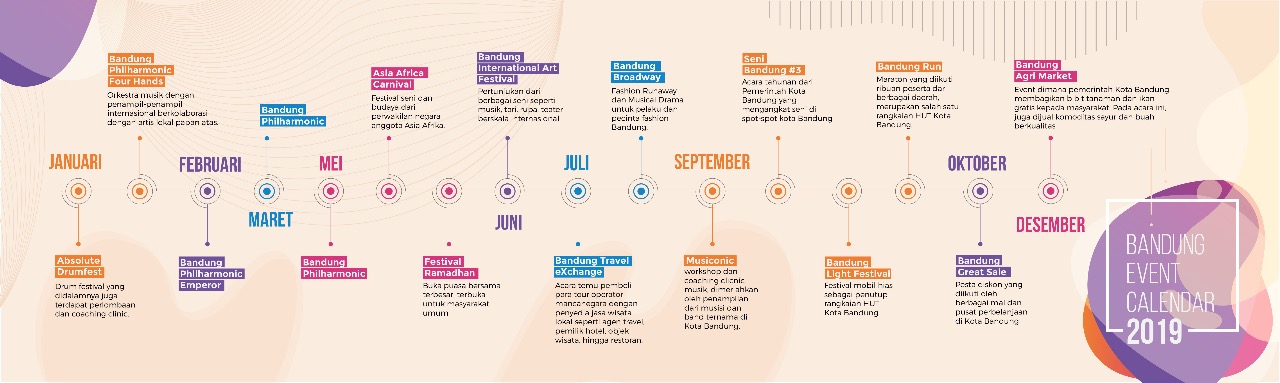 Bandung
Philharmonic
Four Hands
Orkestra musik dengan
penampil-penampil
internasional berkolaborasi
dengan artis lokal papan atas.
Bandung
Philharmonic
Asia Africa
Carnival
Festival seni dan
budaya dari
perwakilan negara
anggota Asia Afrika.
Bandung
International Art
Festival
Pertunjukan dari
berbagai seni seperti
musik, tari, rupa, teater
berskala internasional
Bandung
Broadway
Fashion Runaway
dan Musical Drama
untuk pelaku dan
pecinta fashion
Bandung.
Seni
Bandung #3
Acara tahunan dari
Pemerintah Kota
Bandung yang
mengangkat seni di
spot-spot kota Bandung
Bandung Run
Maraton yang diikuti
ribuan peserta dar
berbagai daerah,
merupakan salah satu
rangkaian HUT Kota
Bandung
Bandung
Agri Market
Event dimana pemerintah Kota Bandung
membagikan bibit tanaman dan ikan
gratis kepada masyarakat. Pada acara ini,
juga dijual komoditas sayur dan buah
berkualitas
JANUARI
FEBRUARI
MARET
MEI
JUNI
JULI
SEPTEMBER
OKTOBER
DESEMBER
Absolute
Drumfest
Drum festival yang
didalamnya juga
terdapat perlombaan
dan coaching clinic.
Bandung
Philharmonic
Emperor
Bandung
Philharmonic
Festival
Ramadhan
Buka puasa bersama
terbesar terbuka
untuk masyarakat
umum
Bandung Travel
eXchange
Acara temu pembeli
para tour operator
mancanegara dengan
penyedia jasa wisata
lokal seperti agen travel,
pemilik hotel, objek
wisata, hingga restoran.
Musiconic
workshop dan
coaching clienic
musik, dimeriahkan
oleh penampilan
dari musisi dan
band ternama di
Kota Bandung.
Bandung
Light Festival
Festival mobil hias
sebagai penutup
rangkaian HUT
Kota Bandung
Bandung
Great Sale
Pesta diskon yang
diikuti oleh
berbagai mal dan
pusat perbelanjaan
di Kota Bandung
BANDUNG
EVENT
CALENDAR
2019